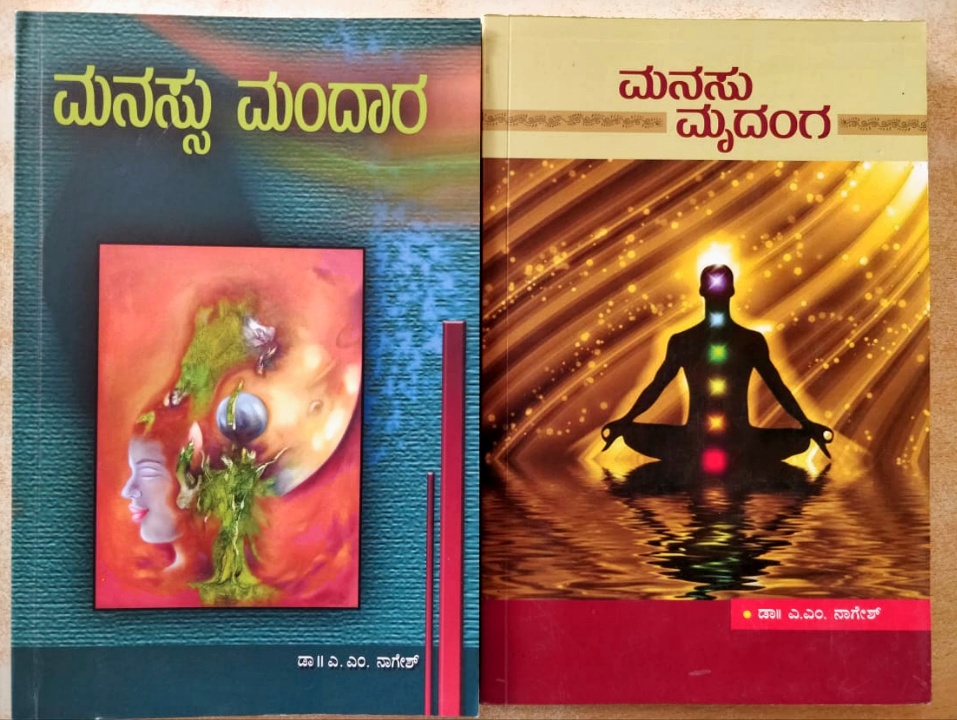 ಮನಸ್ಸು ಮಂದಾರ
ಡಾ॥ ಎ. ಎಂ. ನಾಗೇಶ್
ಮನಸು
ಮೃದಂಗ
ಡಾ॥ ಎ.ಎಂ. ನಾಗೇಶ್